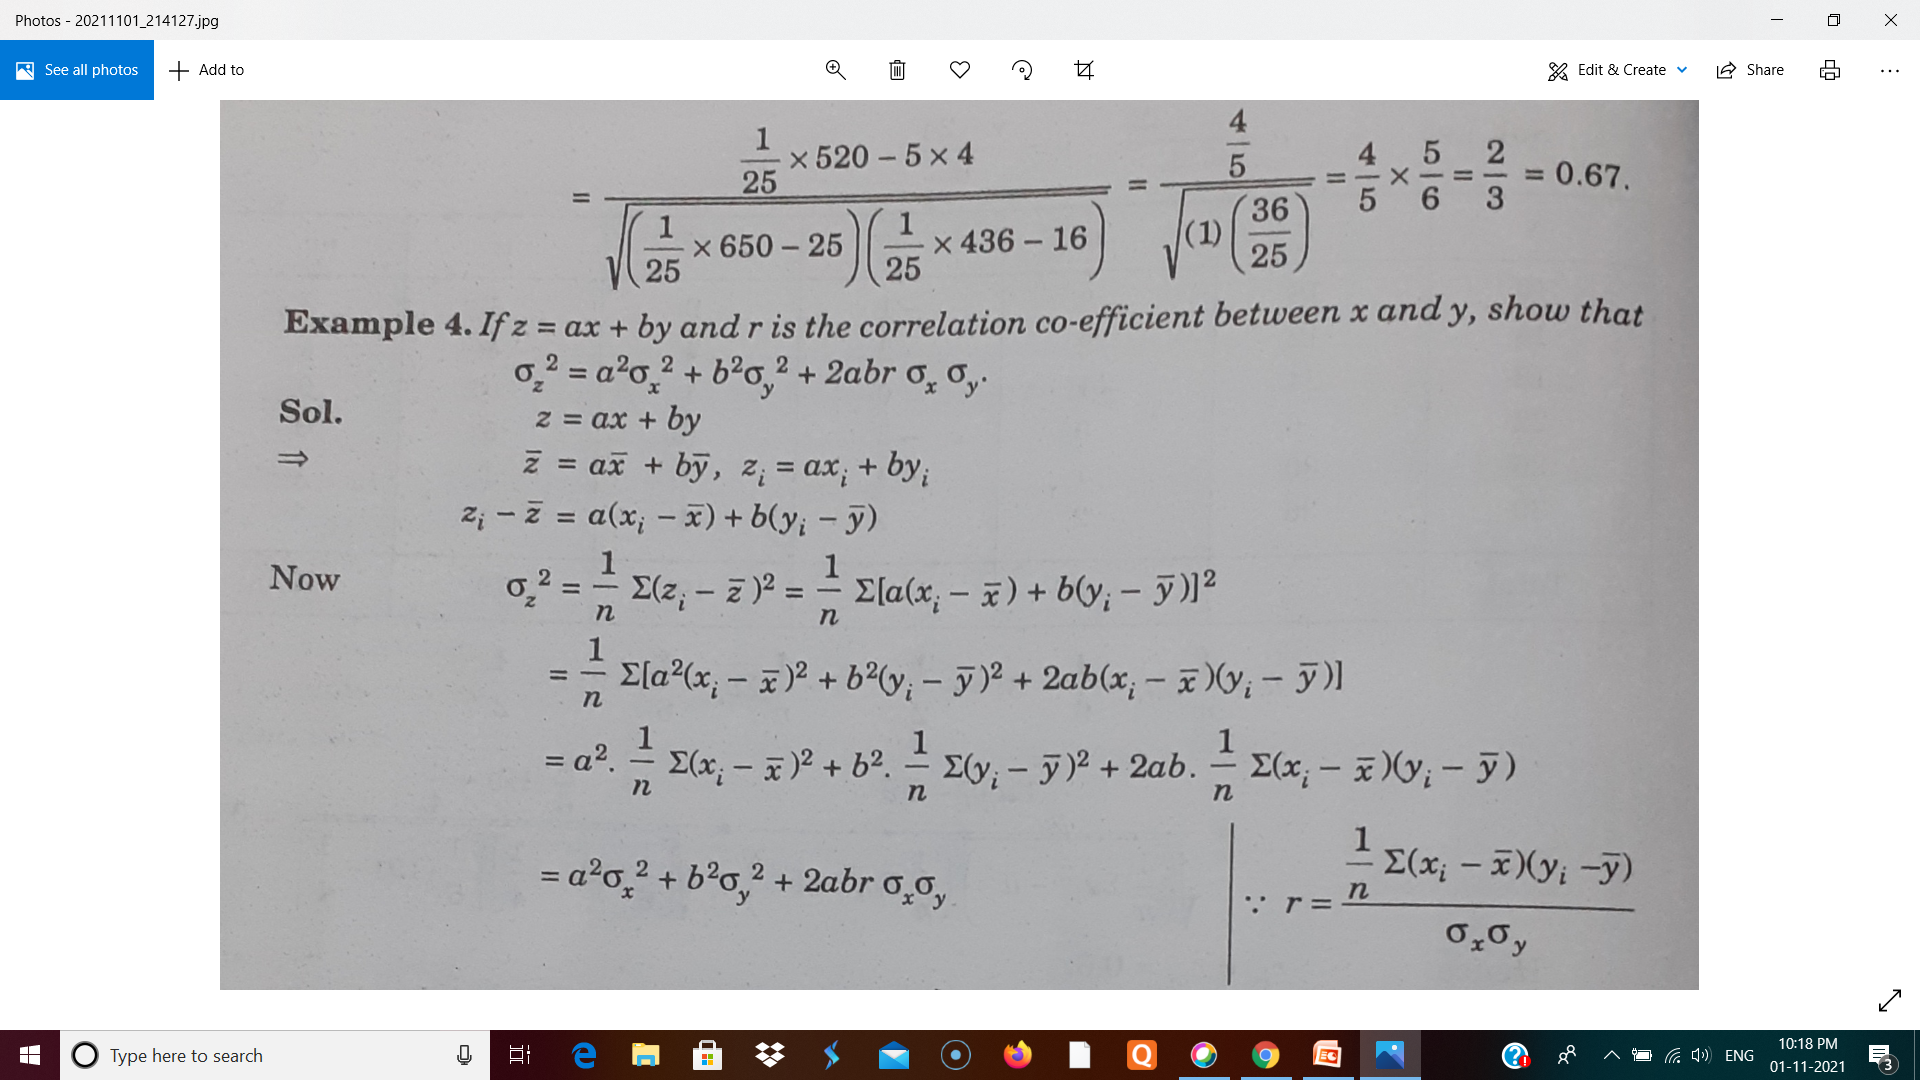 Photos - 20211101_214127.jpg
See all photos
Add to
Edit & Create
Share
= (1/25 × 520 – 5 × 4) / √((1/25 × 650 – 25)(1/25 × 436 – 16)) = (4/5) / √((1)(36/25)) = 4/5 × 5/6 = 2/3 = 0.67.
Example 4. If z = ax + by and r is the correlation co-efficient between x and y, show that
σz² = a²σx² + b²σy² + 2abr σx σy.
Sol. z = ax + by
⇒ z̄ = ax̄ + bȳ, zi = axi + byi
zi – z̄ = a(xi – x̄) + b(yi – ȳ)
Now σz² = 1/n Σ(zi – z̄)² = 1/n Σ[a(xi – x̄) + b(yi – ȳ)]²
= 1/n Σ[a²(xi – x̄)² + b²(yi – ȳ)² + 2ab(xi – x̄)(yi – ȳ)]
= a². 1/n Σ(xi – x̄)² + b². 1/n Σ(yi – ȳ)² + 2ab. 1/n Σ(xi – x̄)(yi – ȳ)
= a²σx² + b²σy² + 2abr σxσy | ∵ r = (1/n Σ(xi – x̄)(yi – ȳ)) / σxσy
Type here to search
ENG
10:18 PM
01-11-2021
3